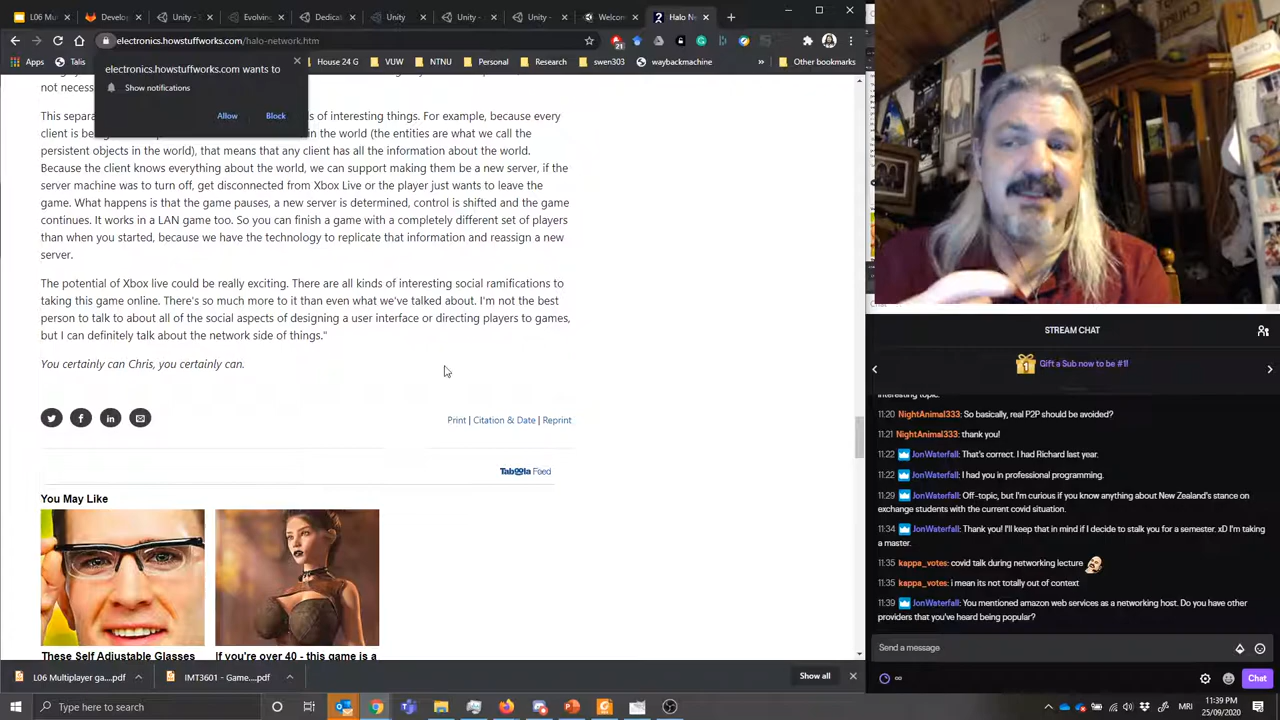 L06 Mu
Unity -
Unity -
Unity -
Dedica
Unity -
Unity -
Welcom
Halo Ne
electronics.howstuffworks.com/halo-network.htm
21
Apps
Talis
House 24 G
VUW
NTNU
Personal
Research
swen303
waybackmachine
»
Other bookmarks
wants to
Show notifications
Allow
Block
not necess
This separa
s of interesting things. For example, because every
client is be
in the world (the entities are what we call the
persistent objects in the world), that means that any client has all the information about the world.
Because the client knows everything about the world, we can support making them be a new server, if the
server machine was to turn off, get disconnected from Xbox Live or the player just wants to leave the
game. What happens is that the game pauses, a new server is determined, control is shifted and the game
continues. It works in a LAN game too. So you can finish a game with a completely different set of players
than when you started, because we have the technology to replicate that information and reassign a new
server.
The potential of Xbox live could be really exciting. There are all kinds of interesting social ramifications to
taking this game online. There's so much more to it than even what we've talked about. I'm not the best
person to talk to about all of the social aspects of designing a user interface or directing players to games,
but I can definitely talk about the network side of things."
You certainly can Chris, you certainly can.
Print | Citation & Date | Reprint
Taboola Feed
You May Like
These Self Adjustable Glasses
If you're over 40 - this game is a
L06 Multiplayer ga....pdf
IMT3601 - Game....pdf
Show all
STREAM CHAT
1
Gift a Sub now to be #1!
interesting topic.
11:20 NightAnimal333: So basically, real P2P should be avoided?
11:21 NightAnimal333: thank you!
11:22 JonWaterfall: That's correct. I had Richard last year.
11:22 JonWaterfall: I had you in professional programming.
11:29 JonWaterfall: Off-topic, but I'm curious if you know anything about New Zealand's stance on
exchange students with the current covid situation.
11:34 JonWaterfall: Thank you! I'll keep that in mind if I decide to stalk you for a semester. xD I'm taking
a master.
11:35 kappa_votes: covid talk during networking lecture
11:35 kappa_votes: i mean its not totally out of context
11:39 JonWaterfall: You mentioned amazon web services as a networking host. Do you have other
providers that you've heard being popular?
Send a message
∞
Chat
Type here to search
MRI
11:39 PM
25/09/2020